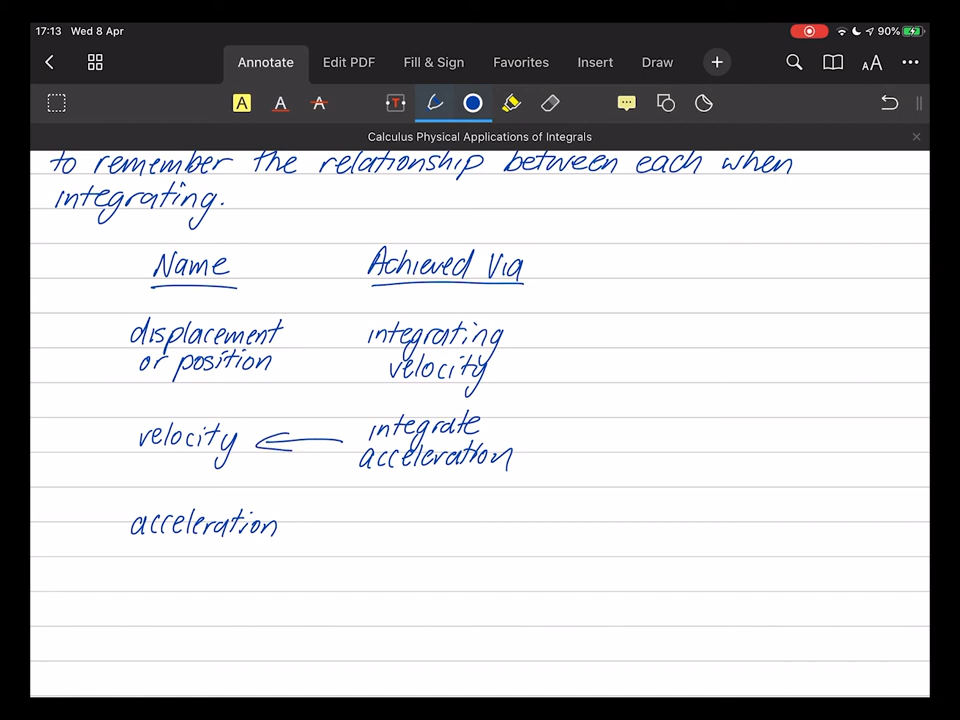 17:13 Wed 8 Apr 90%
Annotate Edit PDF Fill & Sign Favorites Insert Draw AA
A A A T
Calculus Physical Applications of Integrals
to remember the relationship between each when
integrating.
Name Achieved Via
displacement integrating
or position velocity
velocity integrate
acceleration
acceleration